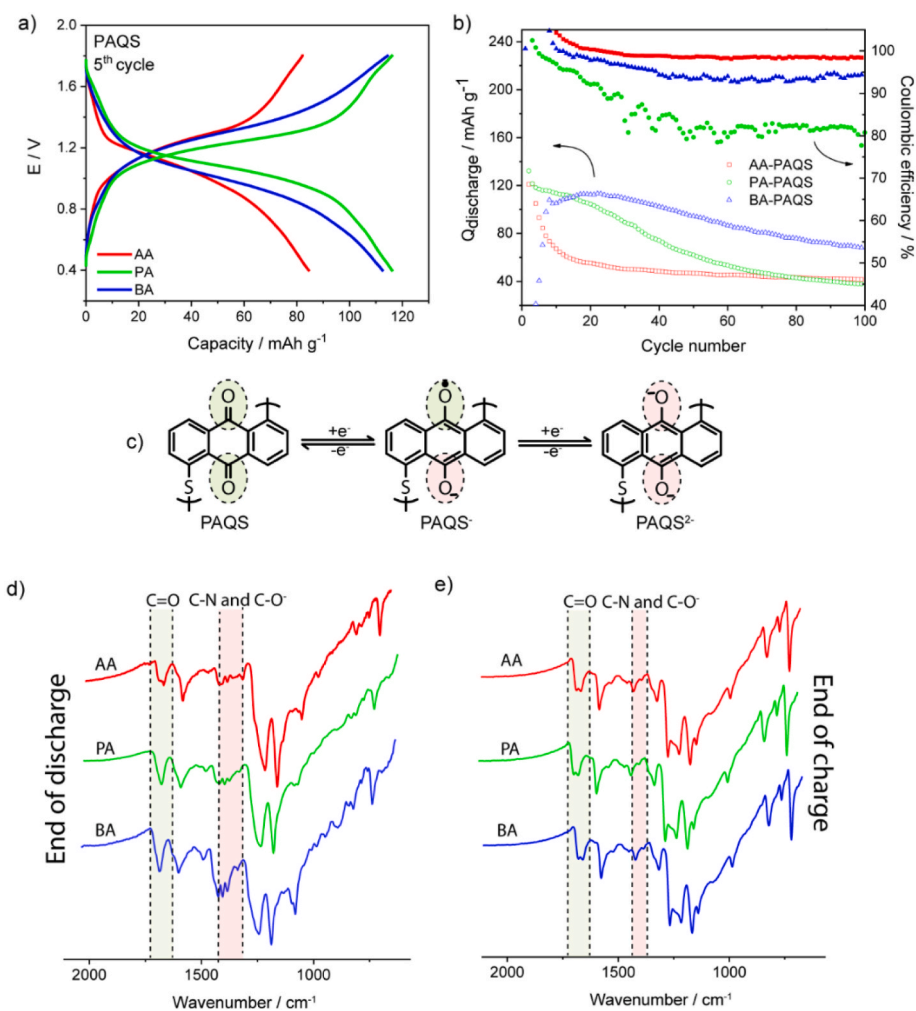 a)
PAQS
5th cycle
E / V
1.8
1.6
1.2
0.8
0.4
AA
PA
BA
0 20 40 60 80 100 120
Capacity / mAh g-1
b)
Qdischarge / mAh g-1
240
200
160
120
80
40
100
90
80
70
60
50
40
Coulombic efficiency / %
AA-PAQS
PA-PAQS
BA-PAQS
0 20 40 60 80 100
Cycle number
c)
O
O
S
PAQS
+e-
-e-
O
O-
S
PAQS-
+e-
-e-
-O
O-
S
PAQS2-
d)
C=O C-N and C-O-
AA
PA
BA
End of discharge
2000 1500 1000
Wavenumber / cm-1
e)
C=O C-N and C-O-
AA
PA
BA
End of charge
2000 1500 1000
Wavenumber / cm-1